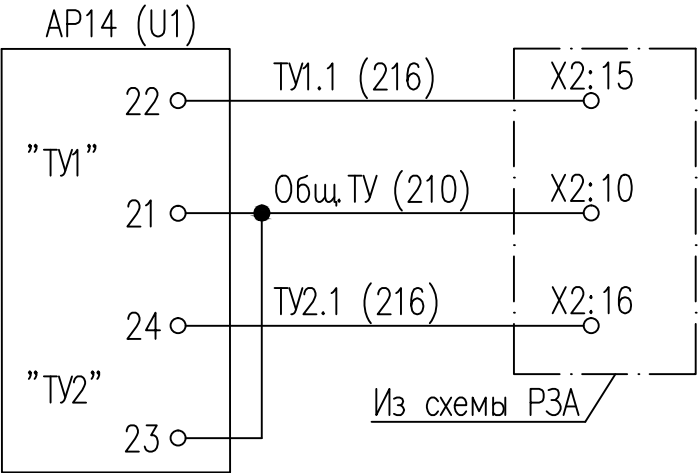 АР14 (U1)
22 ТУ1.1 (216) X2:15
"ТУ1"
21 Общ.ТУ (210) X2:10
24 ТУ2.1 (216) X2:16
"ТУ2"
Из схемы РЗА
23